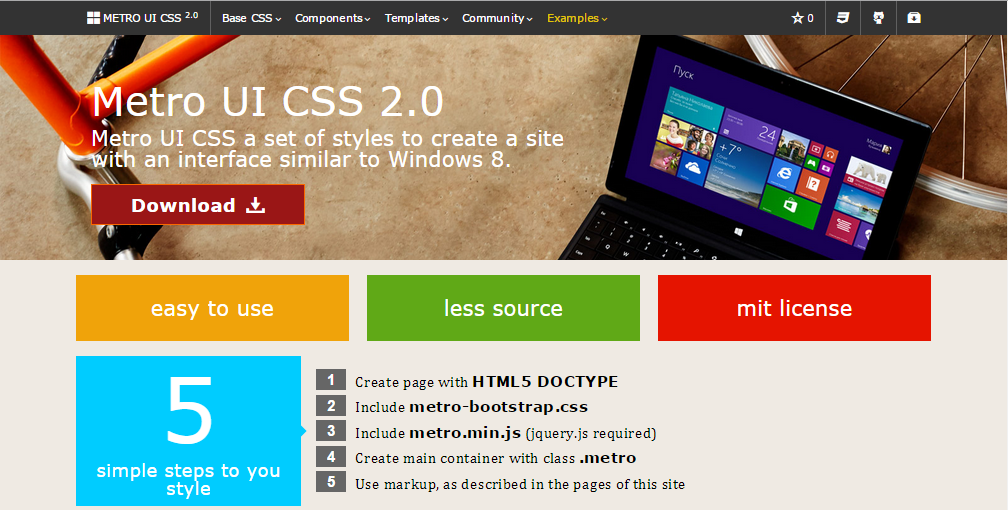 METRO UI CSS 2.0
Base CSS
Components
Templates
Community
Examples
0
Metro UI CSS 2.0
Metro UI CSS a set of styles to create a site
with an interface similar to Windows 8.
Download
Пуск
24
+7°
easy to use
less source
mit license
5
simple steps to you
style
1 Create page with HTML5 DOCTYPE
2 Include metro-bootstrap.css
3 Include metro.min.js (jquery.js required)
4 Create main container with class .metro
5 Use markup, as described in the pages of this site